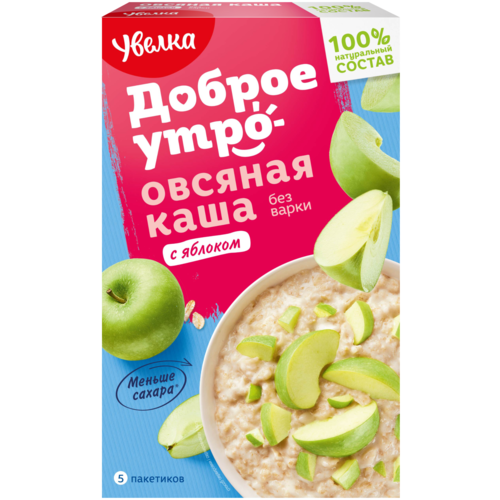 Увелка
100%
натуральный
СОСТАВ
Доброе
утро
овсяная
каша
без
варки
с яблоком
Меньше
сахара*
5 пакетиков